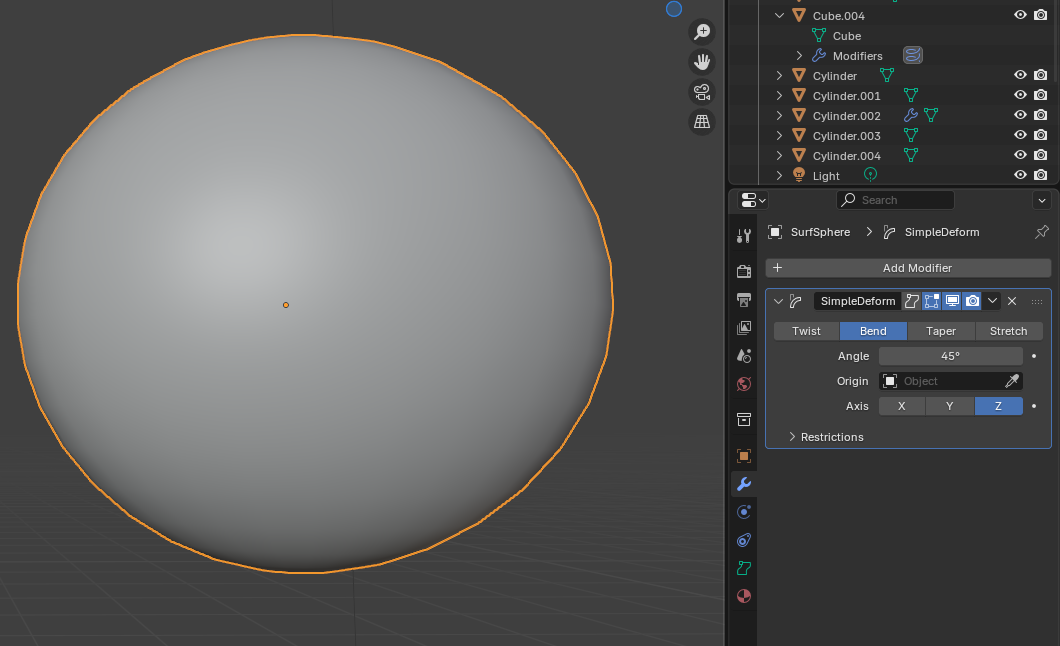 Cube.004
Cube
Modifiers
Cylinder
Cylinder.001
Cylinder.002
Cylinder.003
Cylinder.004
Light
Search
SurfSphere > SimpleDeform
+ Add Modifier
SimpleDeform
Twist Bend Taper Stretch
Angle 45°
Origin Object
Axis X Y Z
Restrictions